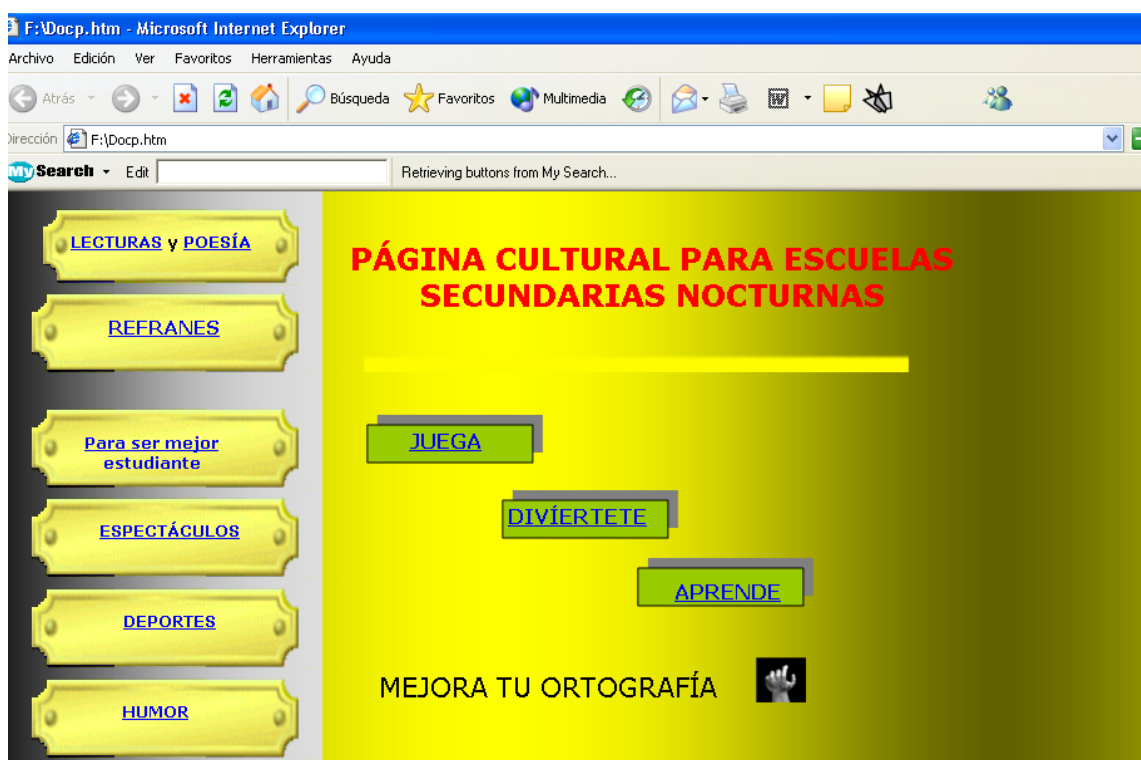 F:\Docp.htm - Microsoft Internet Explorer
Archivo Edición Ver Favoritos Herramientas Ayuda
Atrás Búsqueda Favoritos Multimedia
Dirección F:\Docp.htm
My Search Edit Retrieving buttons from My Search...
LECTURAS y POESÍA
REFRANES
Para ser mejor
estudiante
ESPECTÁCULOS
DEPORTES
HUMOR
PÁGINA CULTURAL PARA ESCUELAS
SECUNDARIAS NOCTURNAS
JUEGA
DIVÍERTETE
APRENDE
MEJORA TU ORTOGRAFÍA